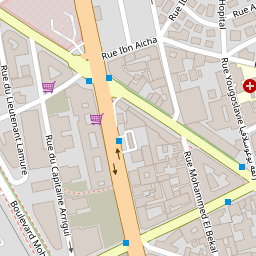 Rue Ibn Aicha
Hôpital
Rue Yougoslavie
Rue du Lieutenant Lamure
Rue du Capitaine Arrigui
Rue Mohammed El Bekal
Boulevard Moh